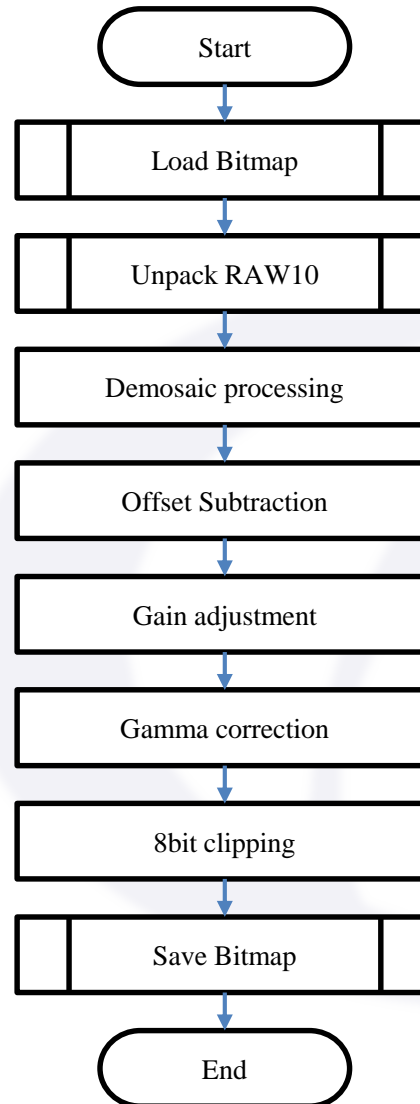 Start
Load Bitmap
Unpack RAW10
Demosaic processing
Offset Subtraction
Gain adjustment
Gamma correction
8bit clipping
Save Bitmap
End